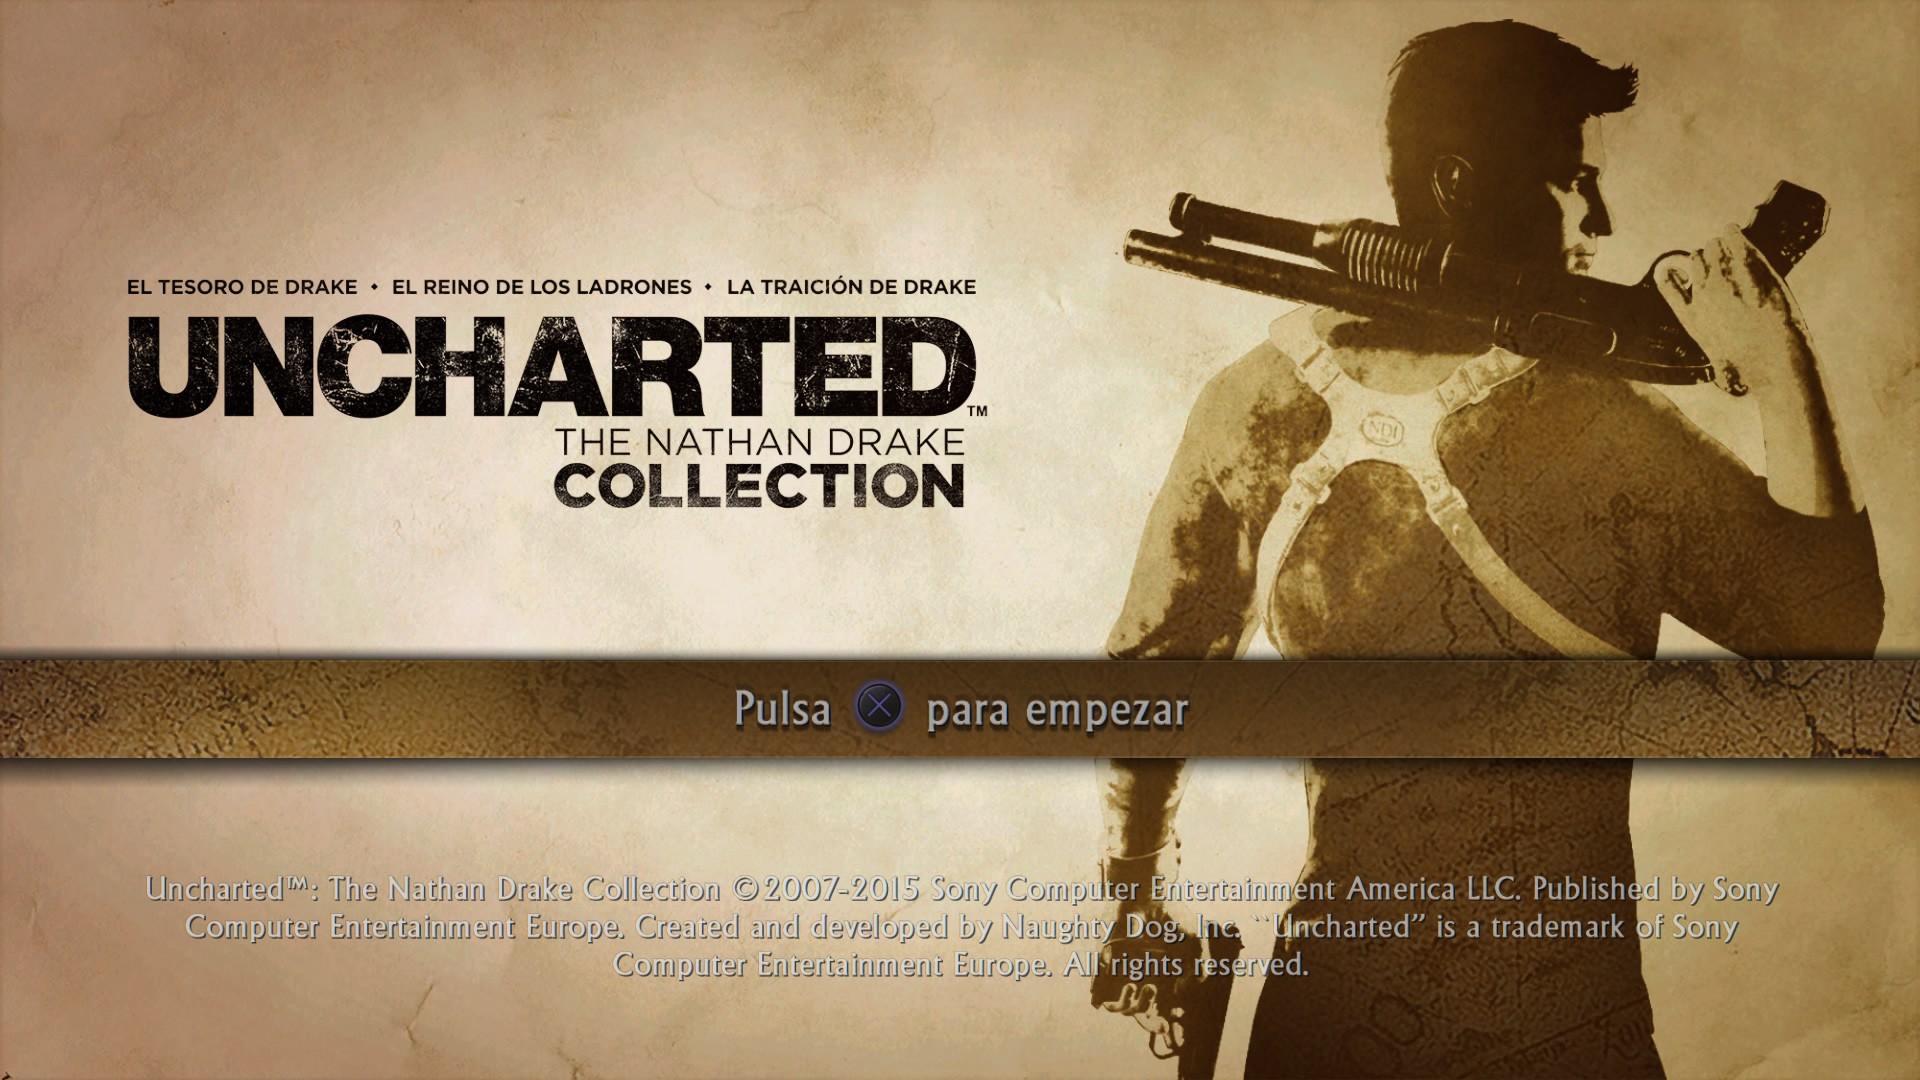 EL TESORO DE DRAKE • EL REINO DE LOS LADRONES • LA TRAICIÓN DE DRAKE
UNCHARTED™
THE NATHAN DRAKE
COLLECTION
NDI
Pulsa para empezar
Uncharted™: The Nathan Drake Collection ©2007-2015 Sony Computer Entertainment America LLC. Published by Sony
Computer Entertainment Europe. Created and developed by Naughty Dog, Inc. ``Uncharted” is a trademark of Sony
Computer Entertainment Europe. All rights reserved.